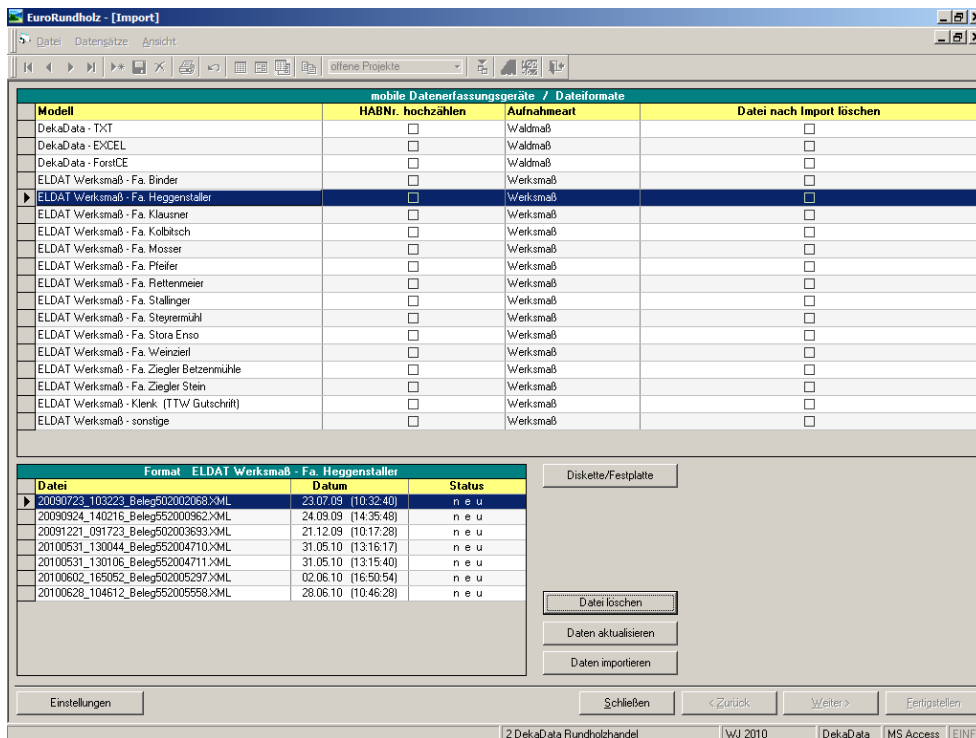 EuroRundholz - [Import]
Datei Datensätze Ansicht
offene Projekte
mobile Datenerfassungsgeräte / Dateiformate
Modell HABNr. hochzählen Aufnahmeart Datei nach Import löschen
DekaData - TXT Waldmaß
DekaData - EXCEL Waldmaß
DekaData - ForstCE Waldmaß
ELDAT Werksmaß - Fa. Binder Werksmaß
ELDAT Werksmaß - Fa. Heggenstaller Werksmaß
ELDAT Werksmaß - Fa. Klausner Werksmaß
ELDAT Werksmaß - Fa. Kolbitsch Werksmaß
ELDAT Werksmaß - Fa. Mosser Werksmaß
ELDAT Werksmaß - Fa. Pfeifer Werksmaß
ELDAT Werksmaß - Fa. Rettenmeier Werksmaß
ELDAT Werksmaß - Fa. Stallinger Werksmaß
ELDAT Werksmaß - Fa. Steyrermühl Werksmaß
ELDAT Werksmaß - Fa. Stora Enso Werksmaß
ELDAT Werksmaß - Fa. Weinzierl Werksmaß
ELDAT Werksmaß - Fa. Ziegler Betzenmühle Werksmaß
ELDAT Werksmaß - Fa. Ziegler Stein Werksmaß
ELDAT Werksmaß - Klenk (TTW Gutschrift) Werksmaß
ELDAT Werksmaß - sonstige Werksmaß
Format ELDAT Werksmaß - Fa. Heggenstaller
Datei Datum Status
20090723_103223_Beleg502002068.XML 23.07.09 (10:32:40) n e u
20090924_140216_Beleg552000962.XML 24.09.09 (14:35:48) n e u
20091221_091723_Beleg502003693.XML 21.12.09 (10:17:28) n e u
20100531_130044_Beleg552004710.XML 31.05.10 (13:16:17) n e u
20100531_130106_Beleg552004711.XML 31.05.10 (13:15:40) n e u
20100602_165052_Beleg502005297.XML 02.06.10 (16:50:54) n e u
20100628_104612_Beleg552005558.XML 28.06.10 (10:46:28) n e u
Diskette/Festplatte
Datei löschen
Daten aktualisieren
Daten importieren
Einstellungen Schließen < Zurück Weiter > Fertigstellen
2 DekaData Rundholzhandel WJ 2010 DekaData MS Access EINF